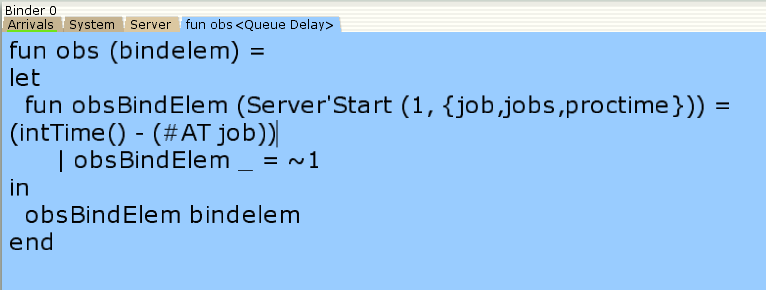 Binder 0
Arrivals System Server fun obs <Queue Delay>
fun obs (bindelem) =
let
  fun obsBindElem (Server'Start (1, {job,jobs,proctime})) =
(intTime() - (#AT job))
      | obsBindElem _ = ~1
in
  obsBindElem bindelem
end